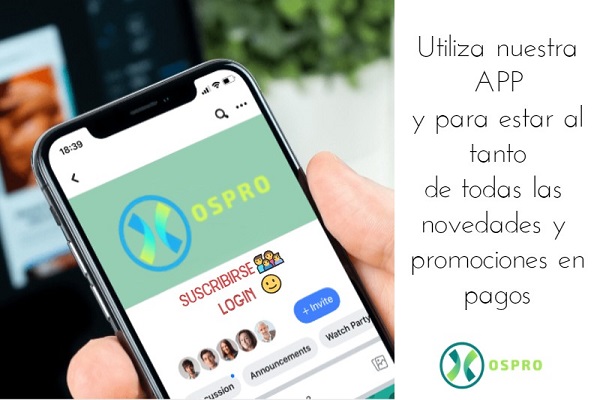 18:39
OSPRO
SUSCRIBIRSE
LOGIN
+ Invite
cussion
Announcements
Watch Party
Utiliza nuestra
APP
y para estar al
tanto
de todas las
novedades y
promociones en
pagos
OSPRO